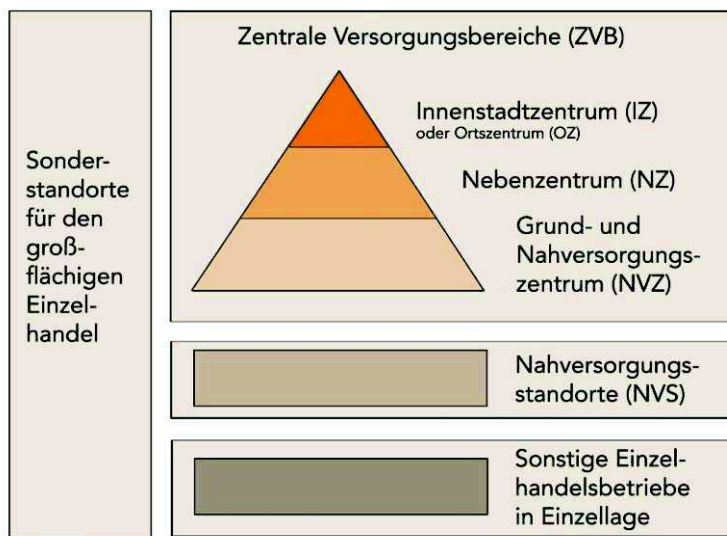 Sonder-
standorte
für den
groß-
flächigen
Einzel-
handel
Zentrale Versorgungsbereiche (ZVB)
Innenstadtzentrum (IZ)
oder Ortszentrum (OZ)
Nebenzentrum (NZ)
Grund- und
Nahversorgungs-
zentrum (NVZ)
Nahversorgungs-
standorte (NVS)
Sonstige Einzel-
handelsbetriebe
in Einzellage